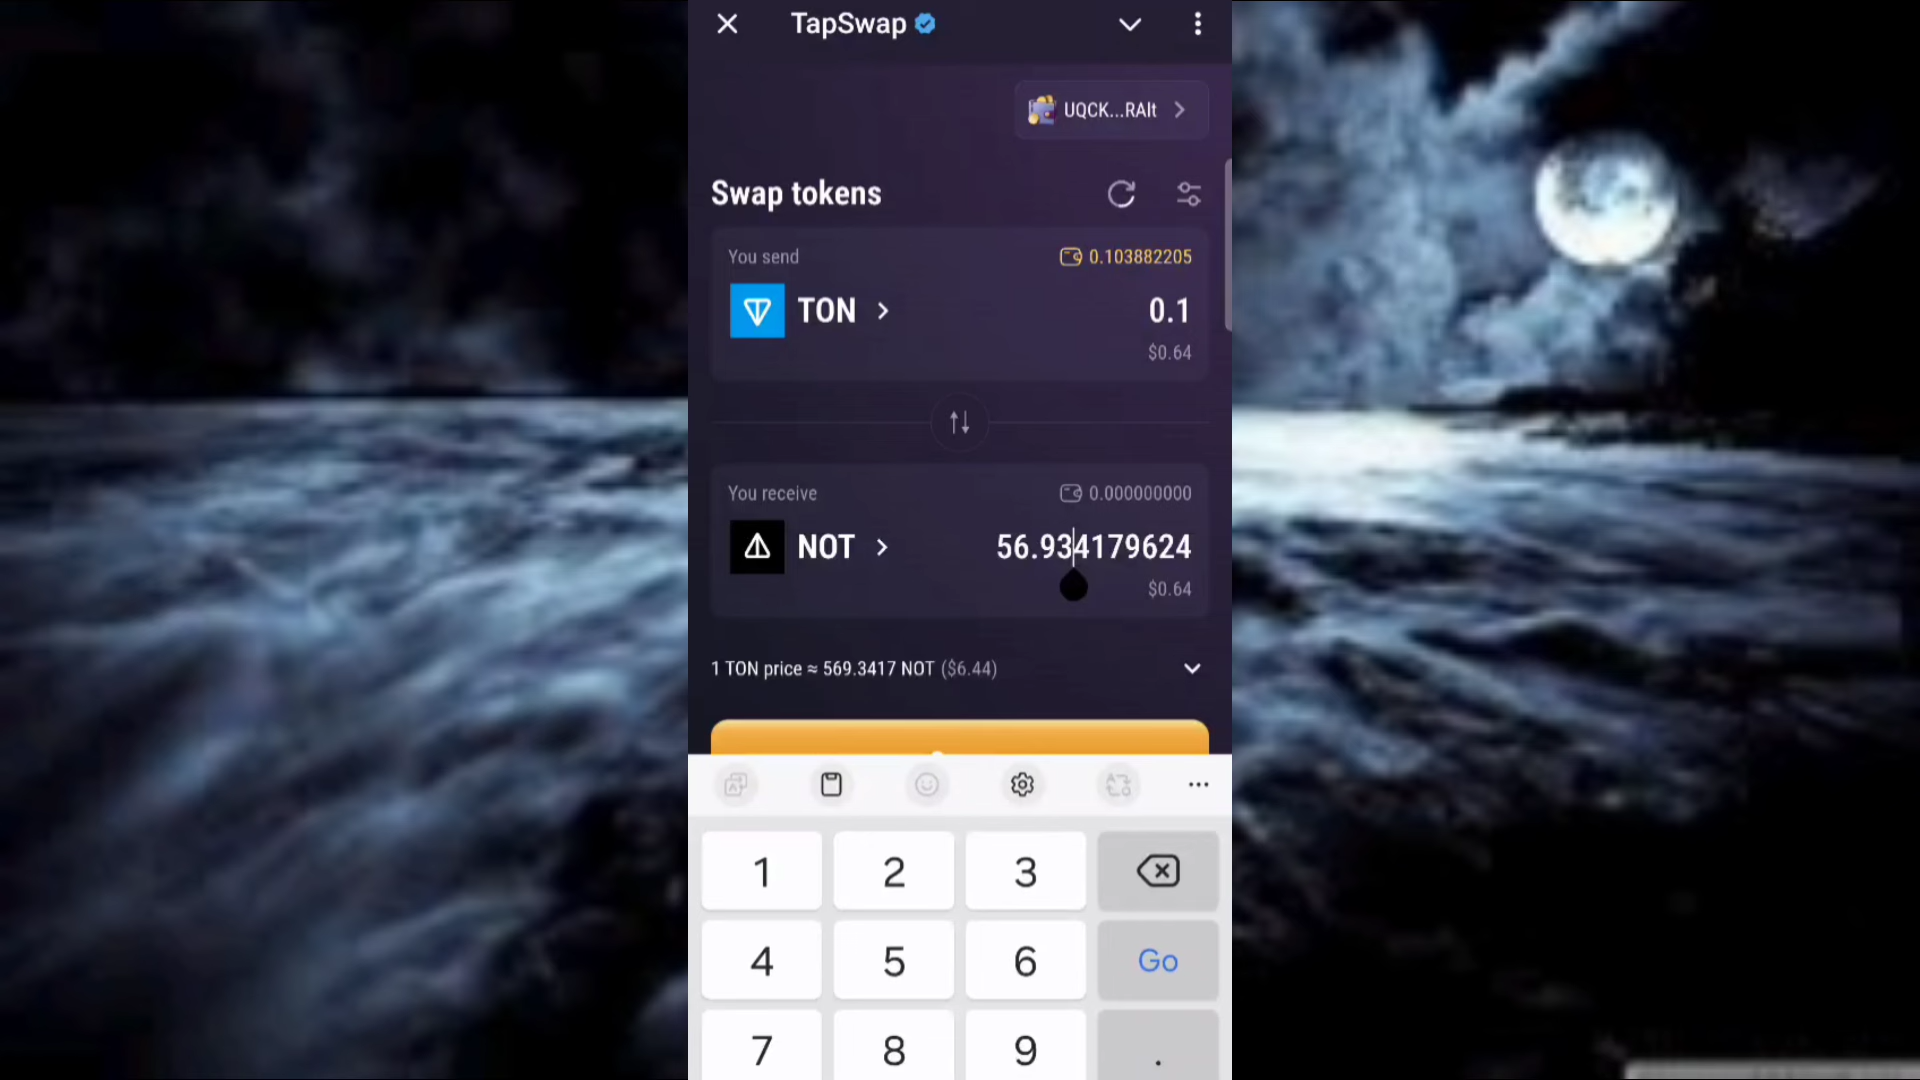 TapSwap
UQCK...RAlt
Swap tokens
You send
0.103882205
TON
0.1
$0.64
You receive
0.000000000
NOT
56.934179624
$0.64
1 TON price ≈ 569.3417 NOT ($6.44)
1
2
3
4
5
6
Go
7
8
9
.